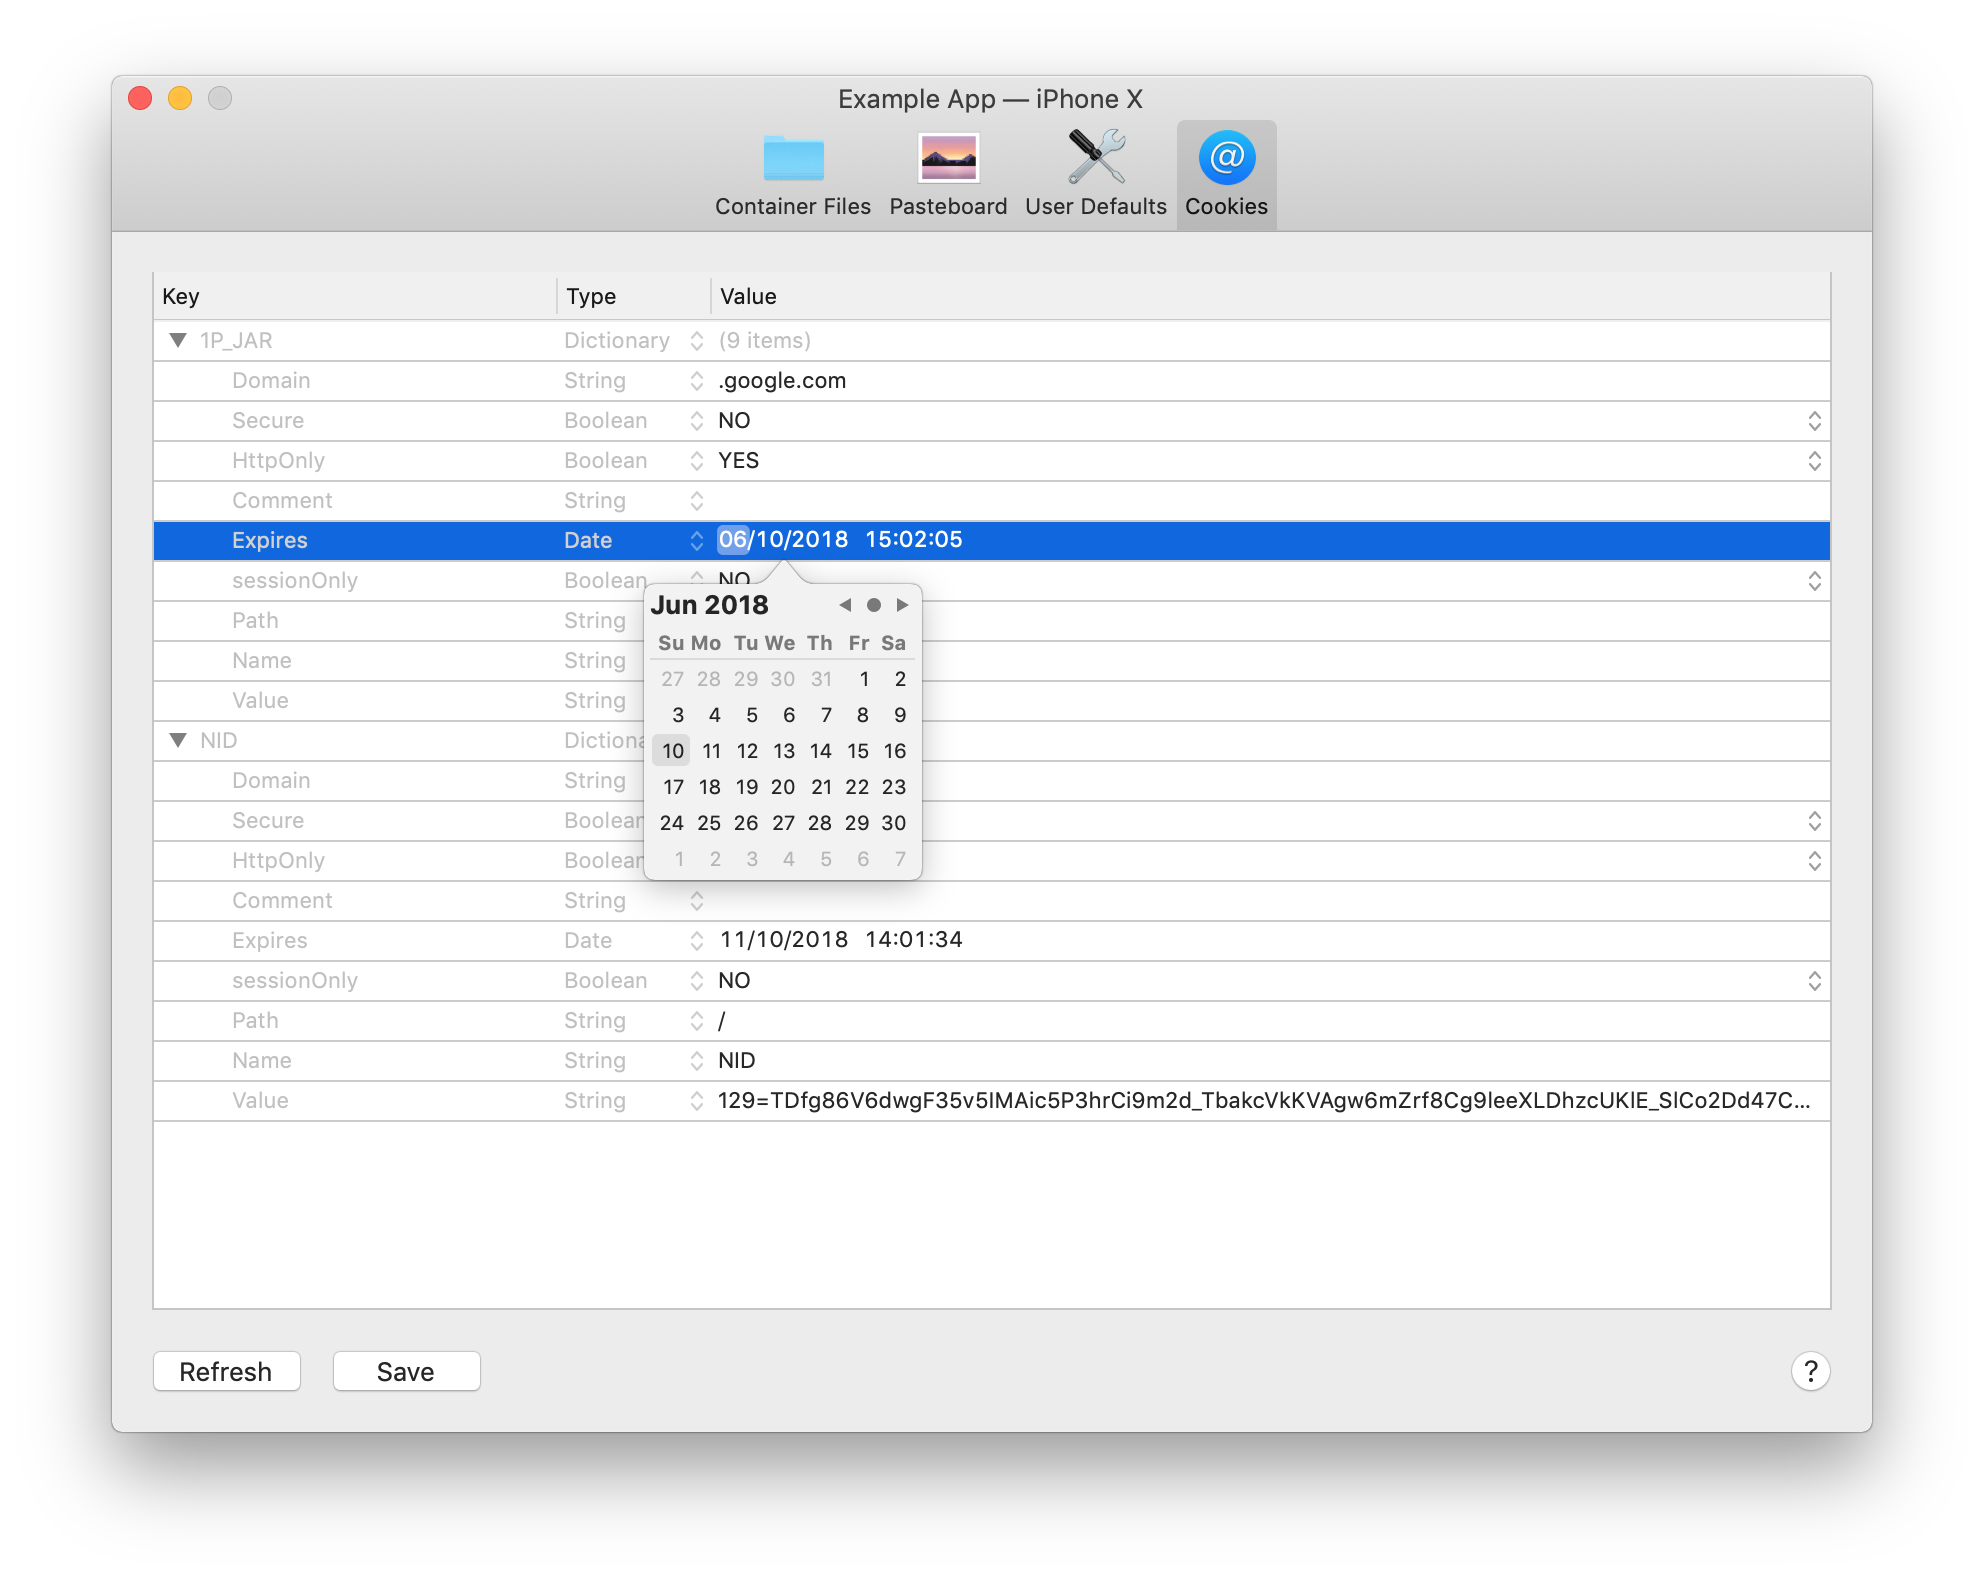 Example App — iPhone X
Container Files Pasteboard User Defaults @ Cookies
Key Type Value
1P_JAR Dictionary (9 items)
Domain String .google.com
Secure Boolean NO
HttpOnly Boolean YES
Comment String
Expires Date 06/10/2018 15:02:05
sessionOnly Boolean NO
Path String
Name String
Value String
NID
Domain String
Secure
HttpOnly
Comment String
Expires Date 11/10/2018 14:01:34
sessionOnly Boolean NO
Path String /
Name String NID
Value String 129=TDfg86V6dwgF35v5IMAic5P3hrCi9m2d_TbakcVkKVAgw6mZrf8Cg9leeXLDhzcUKlE_SlCo2Dd47C...
Jun 2018
Su Mo Tu We Th Fr Sa
27 28 29 30 31 1 2
3 4 5 6 7 8 9
10 11 12 13 14 15 16
17 18 19 20 21 22 23
24 25 26 27 28 29 30
1 2 3 4 5 6 7
Refresh Save ?